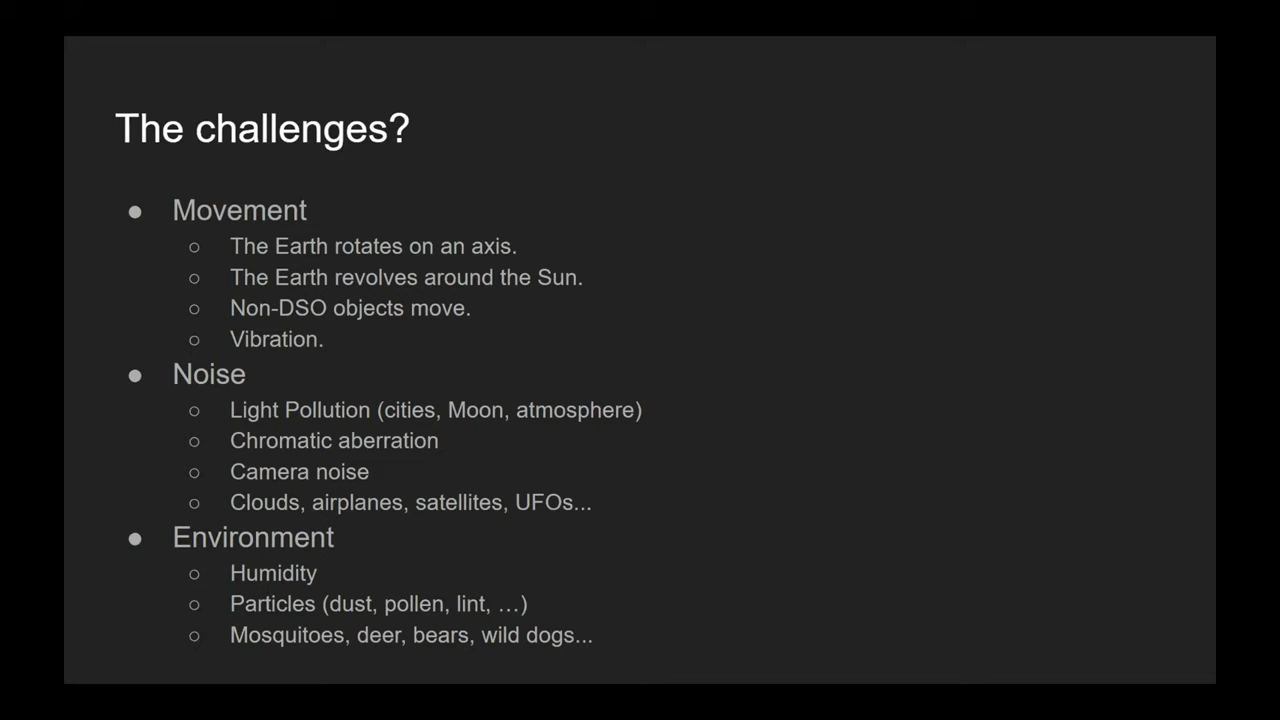 The challenges?
● Movement
○ The Earth rotates on an axis.
○ The Earth revolves around the Sun.
○ Non-DSO objects move.
○ Vibration.
● Noise
○ Light Pollution (cities, Moon, atmosphere)
○ Chromatic aberration
○ Camera noise
○ Clouds, airplanes, satellites, UFOs...
● Environment
○ Humidity
○ Particles (dust, pollen, lint, …)
○ Mosquitoes, deer, bears, wild dogs...